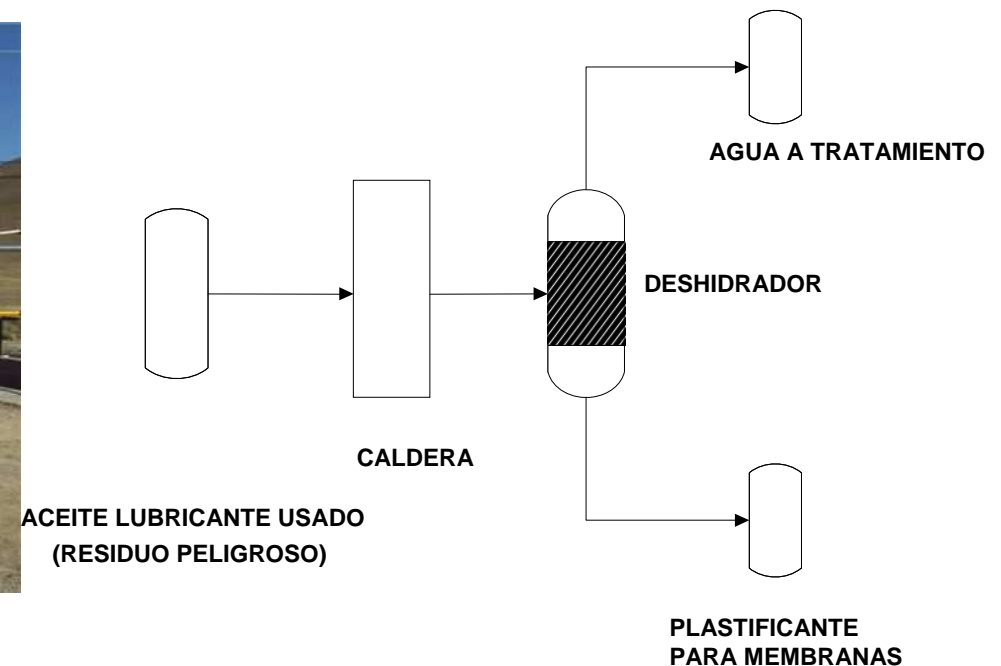 AGUA A TRATAMIENTO
DESHIDRADOR
CALDERA
ACEITE LUBRICANTE USADO
(RESIDUO PELIGROSO)
PLASTIFICANTE
PARA MEMBRANAS